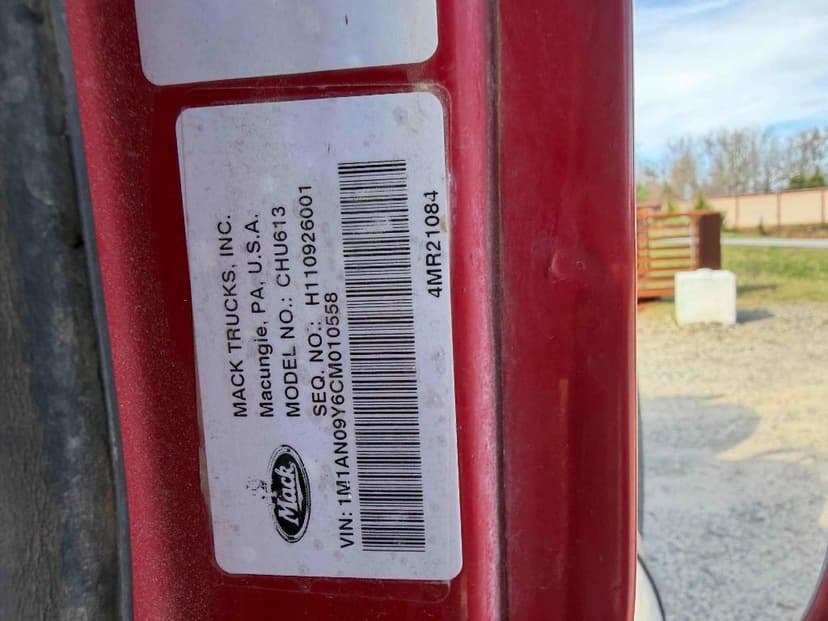 MACK TRUCKS, INC.
Macungie, PA, U.S.A.
MODEL NO.: CHU613
SEQ. NO.: H110926001
Mack
VIN: 1M1AN09Y6CM010558
4MR21084